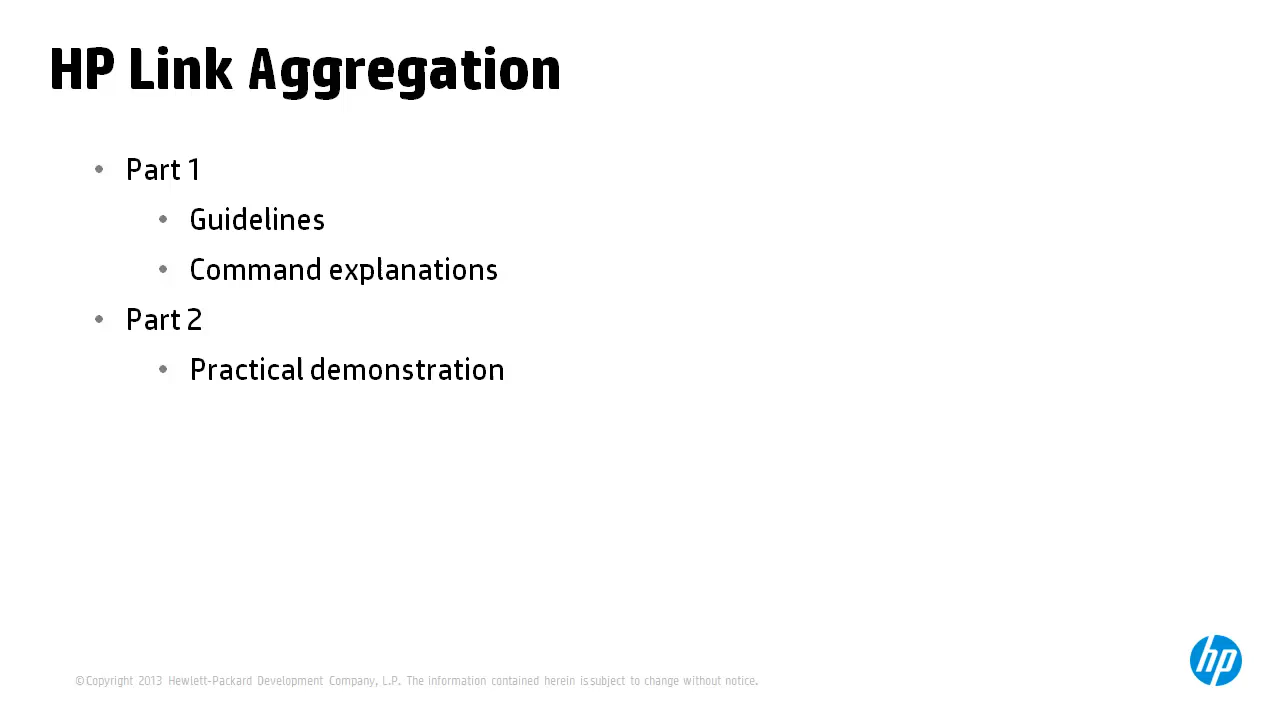 HP Link Aggregation
• Part 1
• Guidelines
• Command explanations
• Part 2
• Practical demonstration
hp
©Copyright 2013 Hewlett-Packard Development Company, L.P. The information contained herein is subject to change without notice.